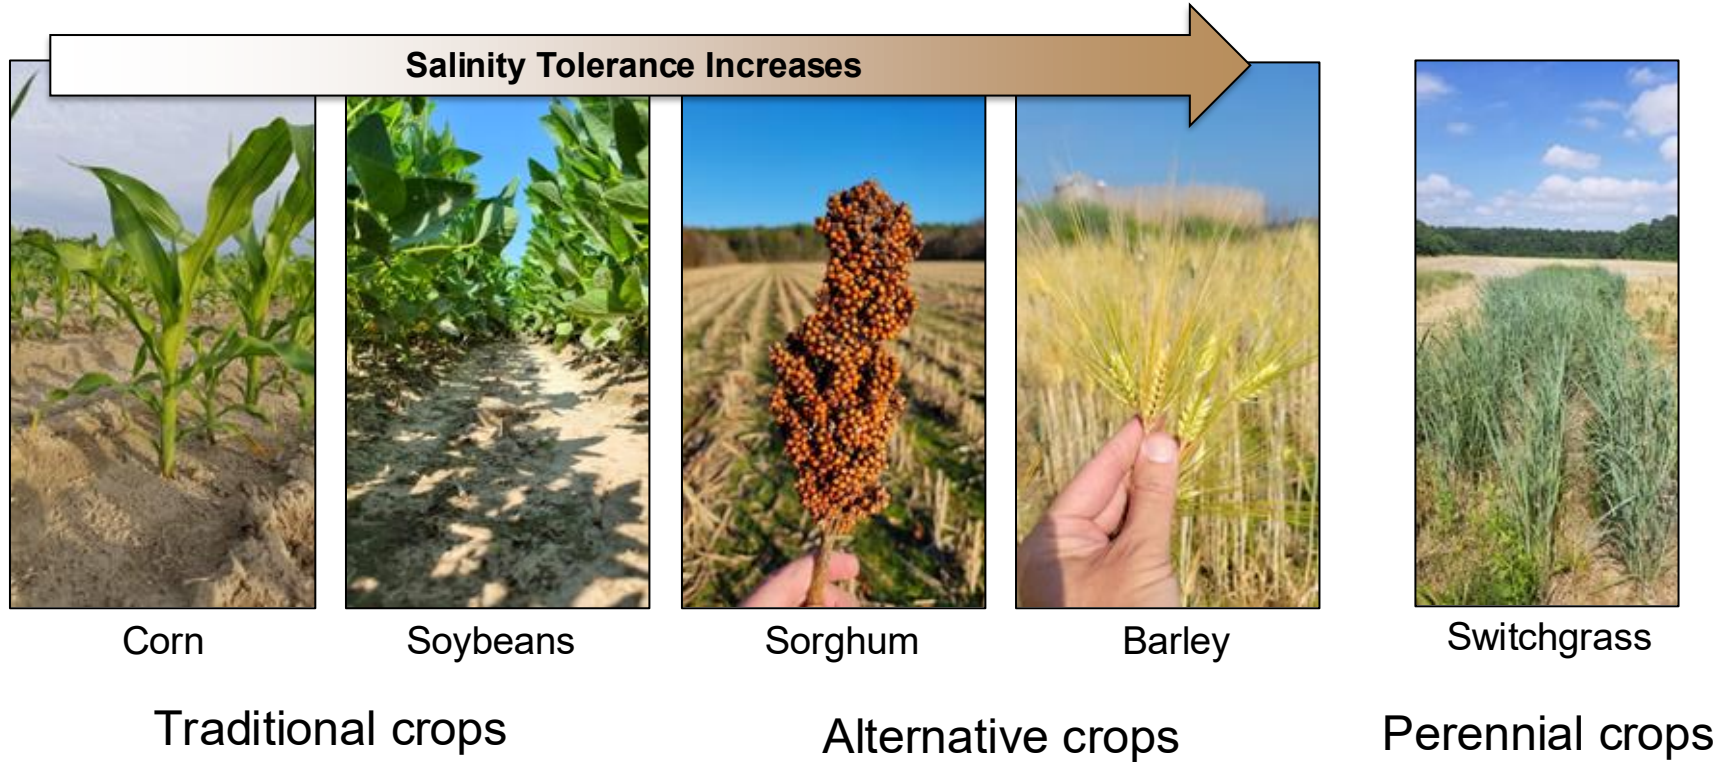 Salinity Tolerance Increases
Corn
Soybeans
Sorghum
Barley
Switchgrass
Traditional crops
Alternative crops
Perennial crops